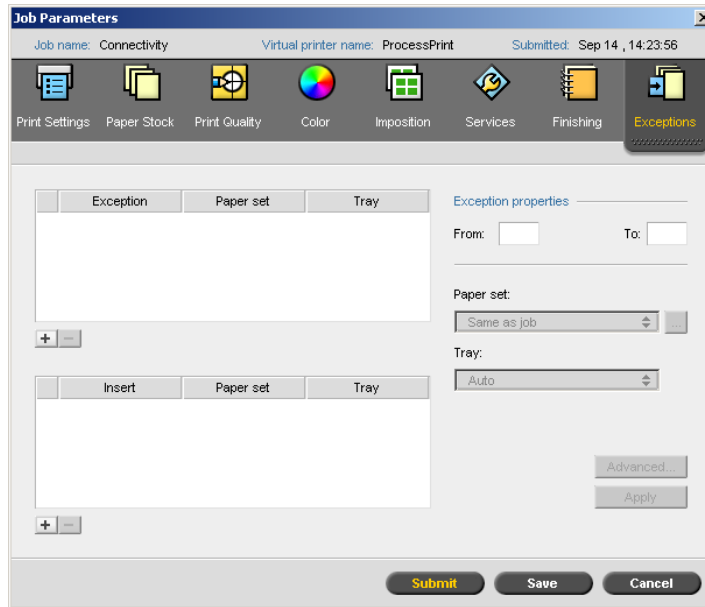 Job Parameters
Job name: Connectivity Virtual printer name: ProcessPrint Submitted: Sep 14 , 14:23:56
Print Settings Paper Stock Print Quality Color Imposition Services Finishing Exceptions
Exception Paper set Tray
Exception properties
From: To:
Paper set:
Same as job ...
+ -
Tray:
Auto
Insert Paper set Tray
Advanced...
Apply
+ -
Submit Save Cancel